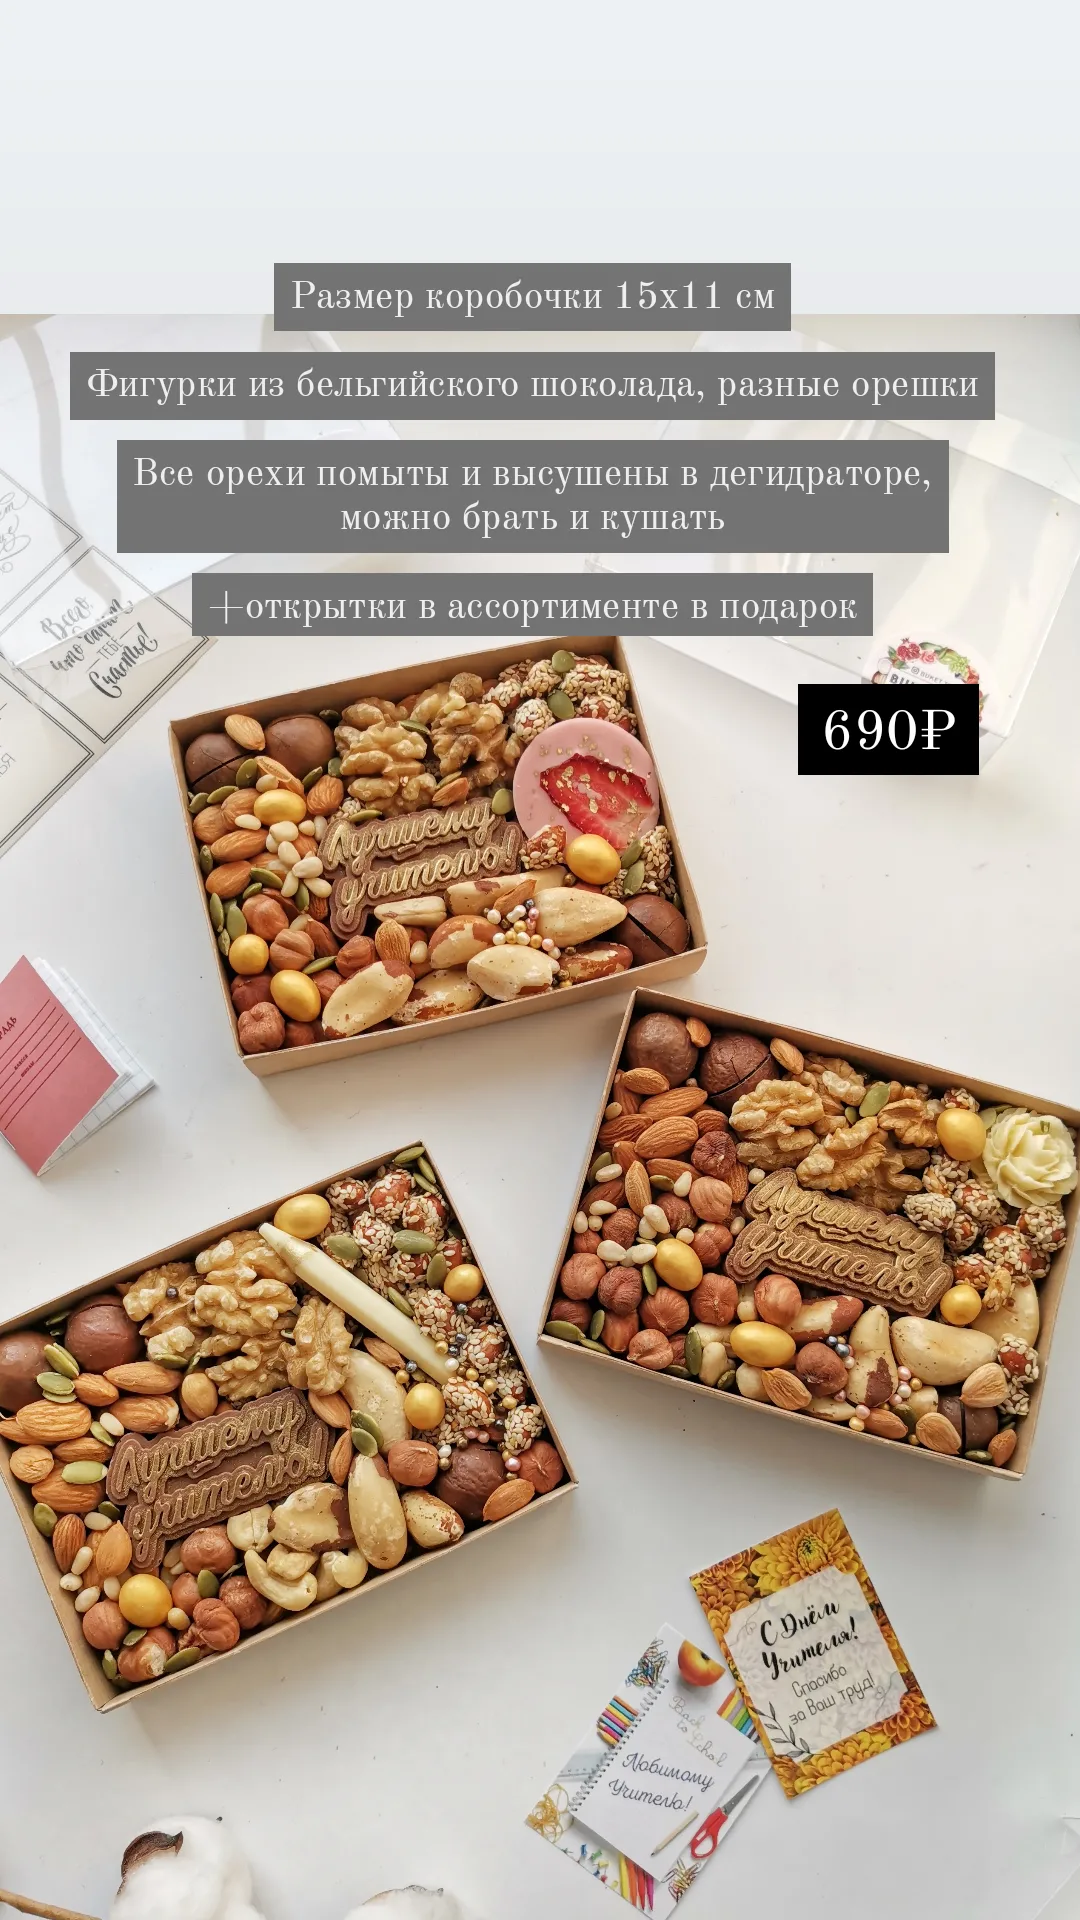 Размер коробочки 15х11 см
Фигурки из бельгийского шоколада, разные орешки
Все орехи помыты и высушены в дегидраторе,
можно брать и кушать
+открытки в ассортименте в подарок
690₽
Всего,
что дарит
ТЕБЕ
Счастье!
Лучшему
учителю!
Лучшему
учителю!
Лучшему
учителю!
С Днём
Учителя!
Спасибо
за Ваш труд!
Back
to School
Любимому
Учителю!